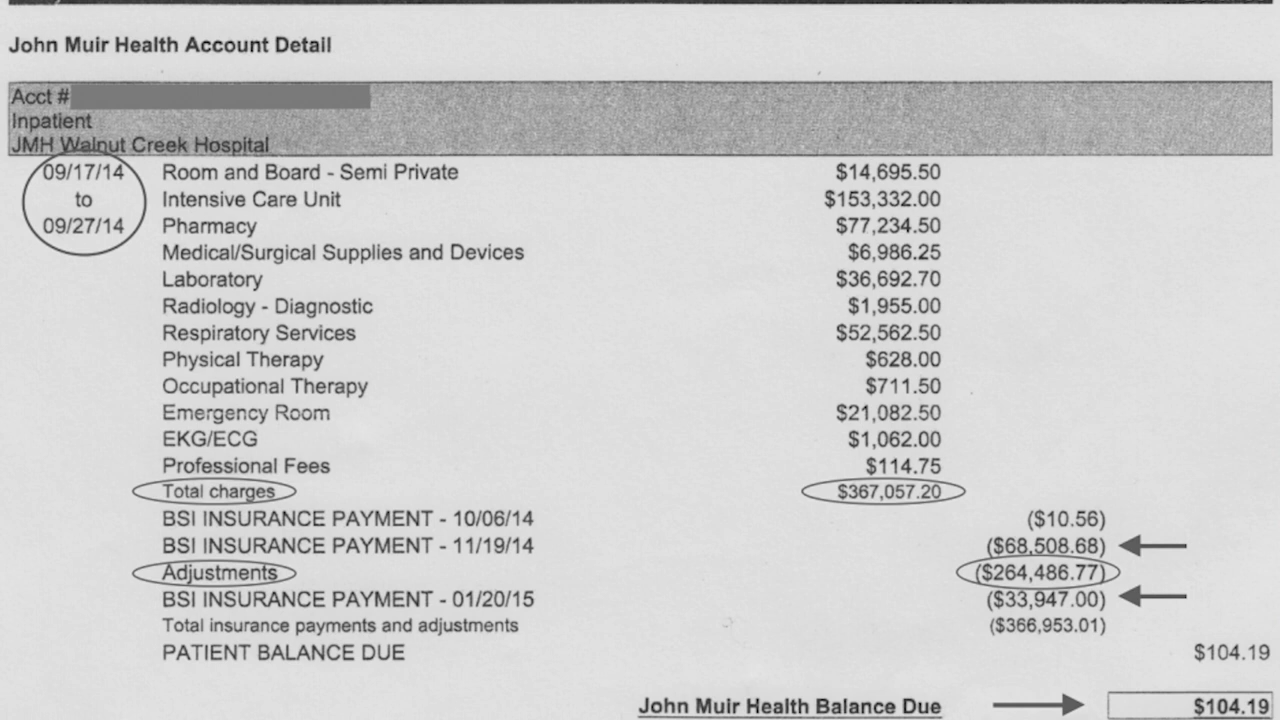 John Muir Health Account Detail
Acct #
Inpatient
JMH Walnut Creek Hospital
09/17/14 Room and Board - Semi Private $14,695.50
to Intensive Care Unit $153,332.00
09/27/14 Pharmacy $77,234.50
Medical/Surgical Supplies and Devices $6,986.25
Laboratory $36,692.70
Radiology - Diagnostic $1,955.00
Respiratory Services $52,562.50
Physical Therapy $628.00
Occupational Therapy $711.50
Emergency Room $21,082.50
EKG/ECG $1,062.00
Professional Fees $114.75
Total charges $367,057.20
BSI INSURANCE PAYMENT - 10/06/14 ($10.56)
BSI INSURANCE PAYMENT - 11/19/14 ($68,508.68)
Adjustments ($264,486.77)
BSI INSURANCE PAYMENT - 01/20/15 ($33,947.00)
Total insurance payments and adjustments ($366,953.01)
PATIENT BALANCE DUE $104.19
John Muir Health Balance Due $104.19